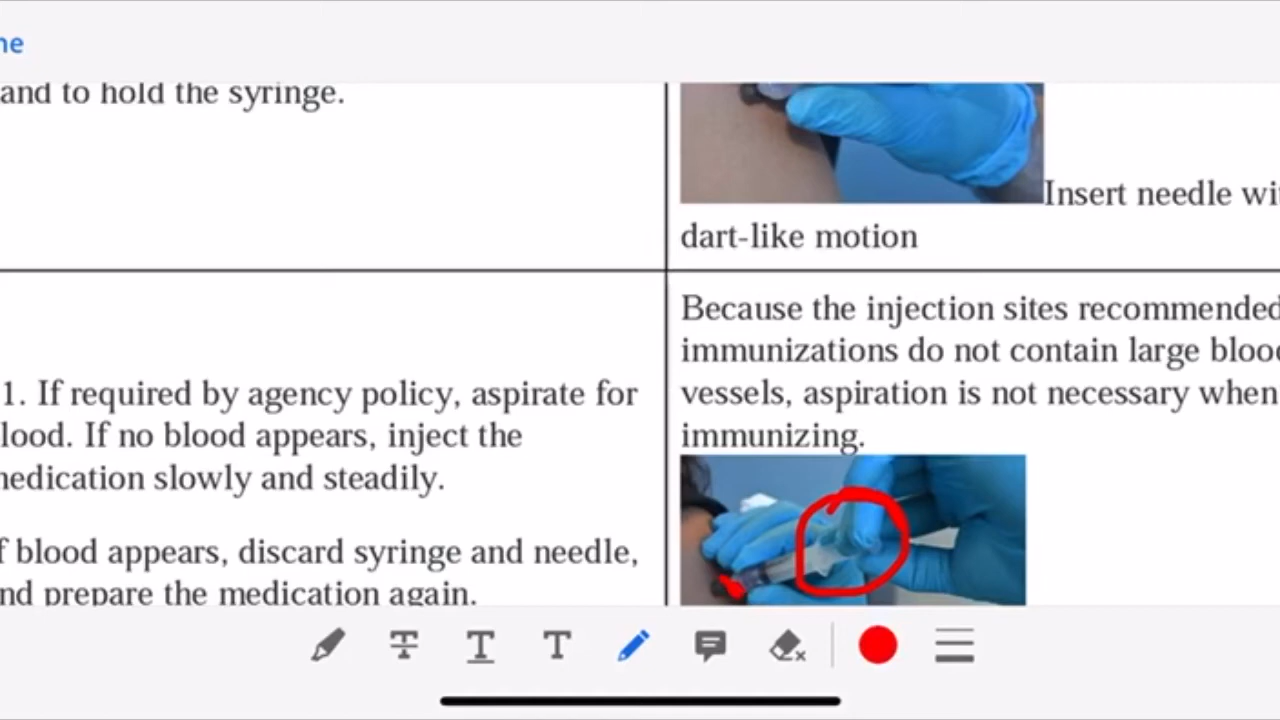 ne
and to hold the syringe.
Insert needle wi
dart-like motion
1. If required by agency policy, aspirate for
lood. If no blood appears, inject the
nedication slowly and steadily.
f blood appears, discard syringe and needle,
nd prepare the medication again.
Because the injection sites recommended
immunizations do not contain large blood
vessels, aspiration is not necessary when
immunizing.
T
T
T